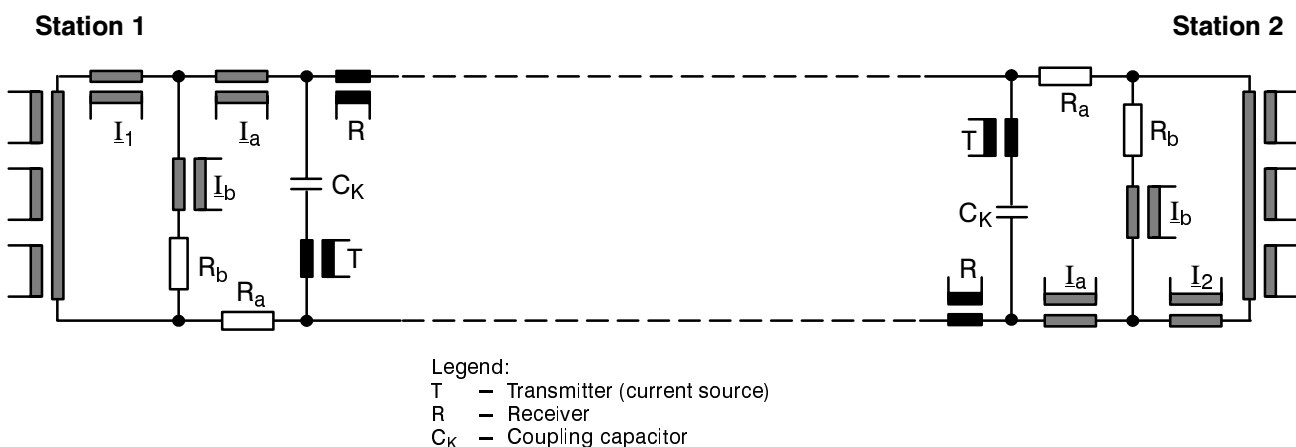 Station 1
Station 2
I1
Ia
R
Ra
Rb
T
Ib
CK
CK
Ib
T
Rb
Ra
R
Ia
I2
Legend:
T – Transmitter (current source)
R – Receiver
CK – Coupling capacitor